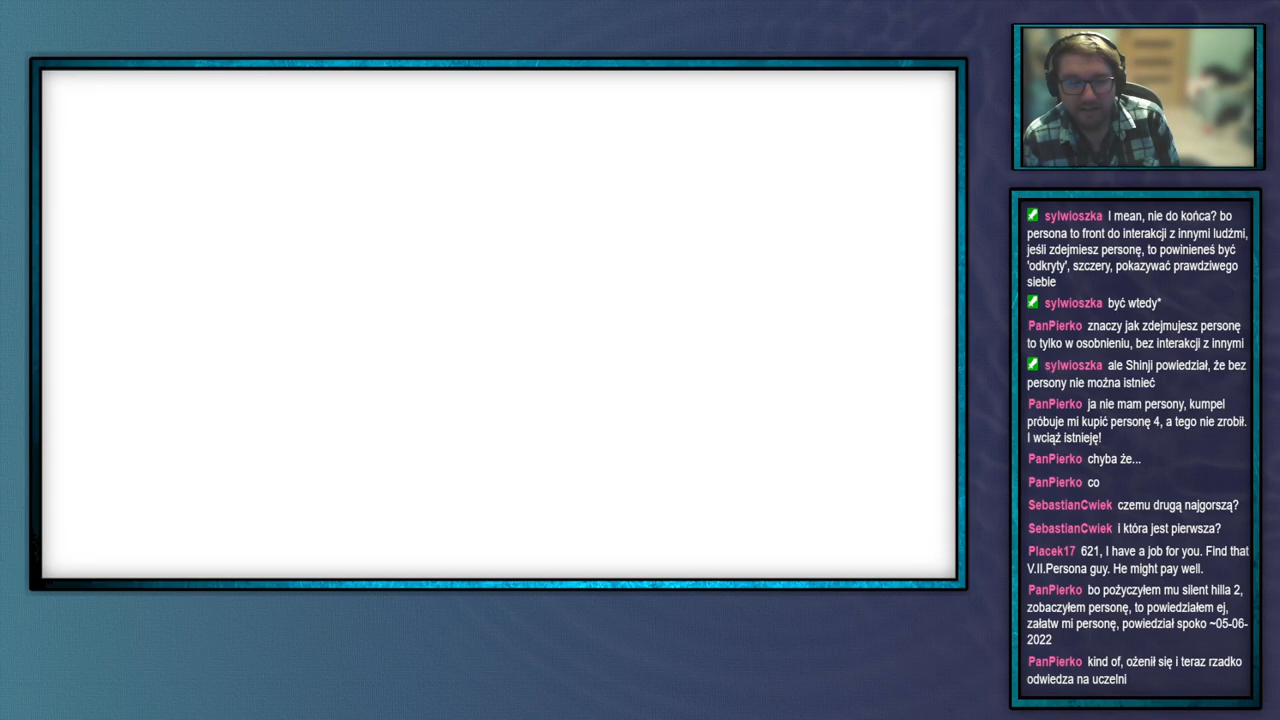 sylwioszka I mean, nie do końca? bo
persona to front do interakcji z innymi ludźmi,
jeśli zdejmiesz personę, to powinieneś być
'odkryty', szczery, pokazywać prawdziwego
siebie
sylwioszka być wtedy*
PanPierko znaczy jak zdejmujesz personę
to tylko w osobnieniu, bez interakcji z innymi
sylwioszka ale Shinji powiedział, że bez
persony nie można istnieć
PanPierko ja nie mam persony, kumpel
próbuje mi kupić personę 4, a tego nie zrobił.
I wciąż istnieję!
PanPierko chyba że...
PanPierko co
SebastianCwiek czemu drugą najgorszą?
SebastianCwiek i która jest pierwsza?
Placek17 621, I have a job for you. Find that
V.II.Persona guy. He might pay well.
PanPierko bo pożyczyłem mu silent hilla 2,
zobaczyłem personę, to powiedziałem ej,
załatw mi personę, powiedział spoko ~05-06-
2022
PanPierko kind of, ożenił się i teraz rzadko
odwiedza na uczelni